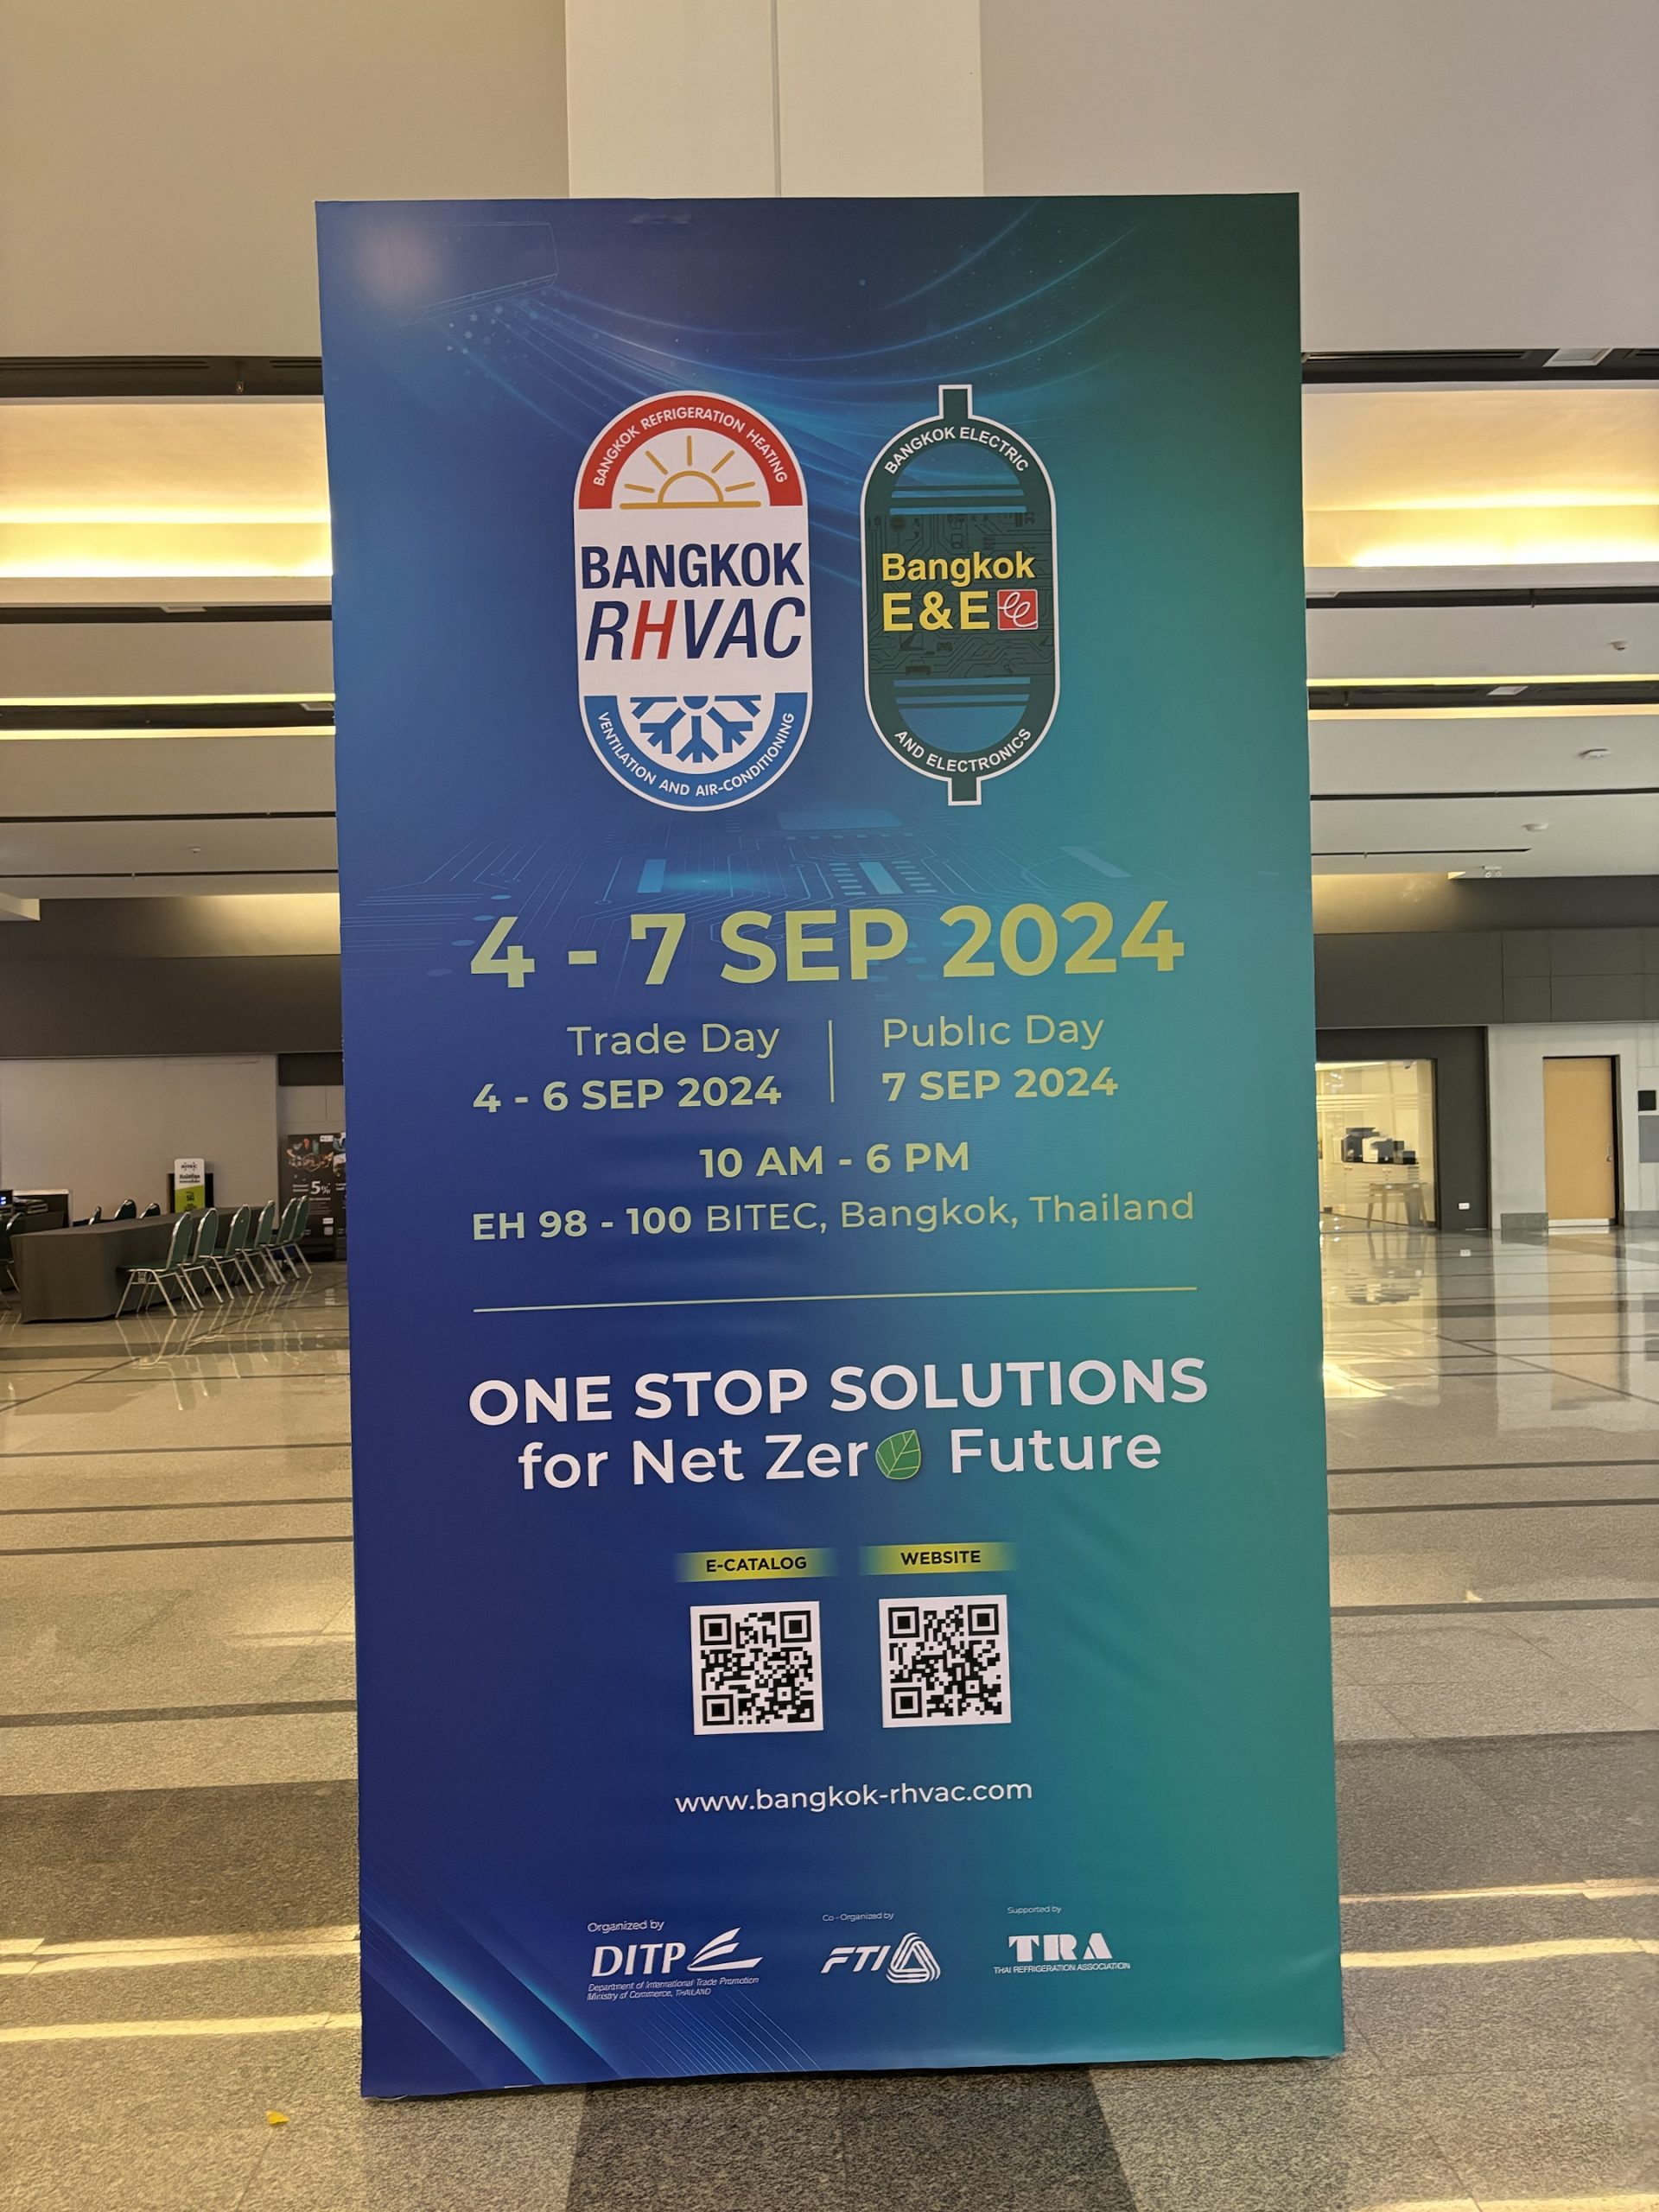 BANGKOK REFRIGERATION HEATING
BANGKOK
RHVAC
VENTILATION AND AIR-CONDITIONING
BANGKOK ELECTRIC
Bangkok
E&E
AND ELECTRONICS
4 - 7 SEP 2024
Trade Day
4 - 6 SEP 2024
Public Day
7 SEP 2024
10 AM - 6 PM
EH 98 - 100 BITEC, Bangkok, Thailand
ONE STOP SOLUTIONS
for Net Zer Future
E-CATALOG
WEBSITE
www.bangkok-rhvac.com
Organized by
DITP
Department of International Trade Promotion
Ministry of Commerce, THAILAND
Co-Organized by
FTI
Supported by
TRA
THAI REFRIGERATION ASSOCIATION
5%